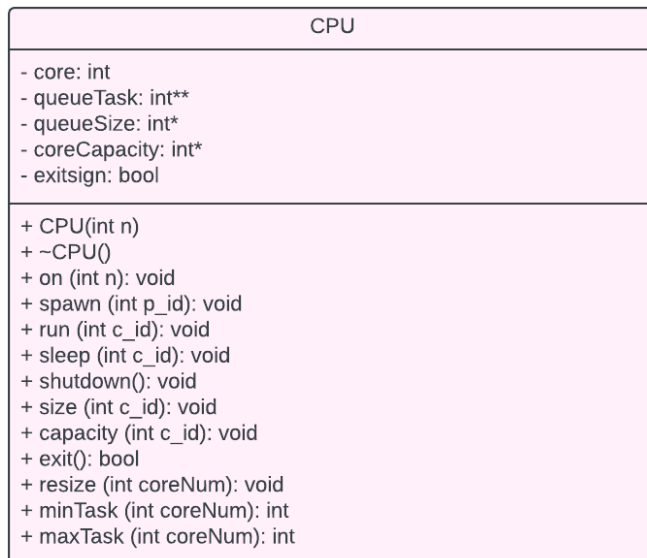 CPU
- core: int
- queueTask: int**
- queueSize: int*
- coreCapacity: int*
- exitsign: bool
+ CPU(int n)
+ ~CPU()
+ on (int n): void
+ spawn (int p_id): void
+ run (int c_id): void
+ sleep (int c_id): void
+ shutdown(): void
+ size (int c_id): void
+ capacity (int c_id): void
+ exit(): bool
+ resize (int coreNum): void
+ minTask (int coreNum): int
+ maxTask (int coreNum): int